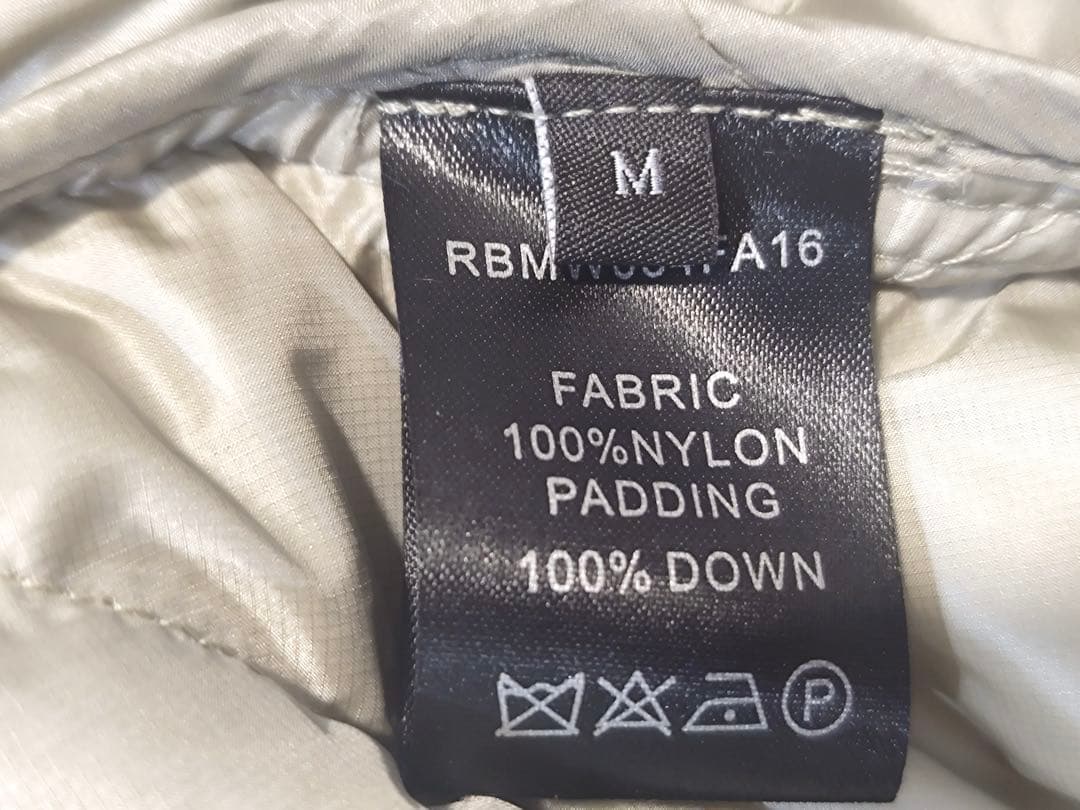 M
FABRIC
100%NYLON
PADDING
100% DOWN
P